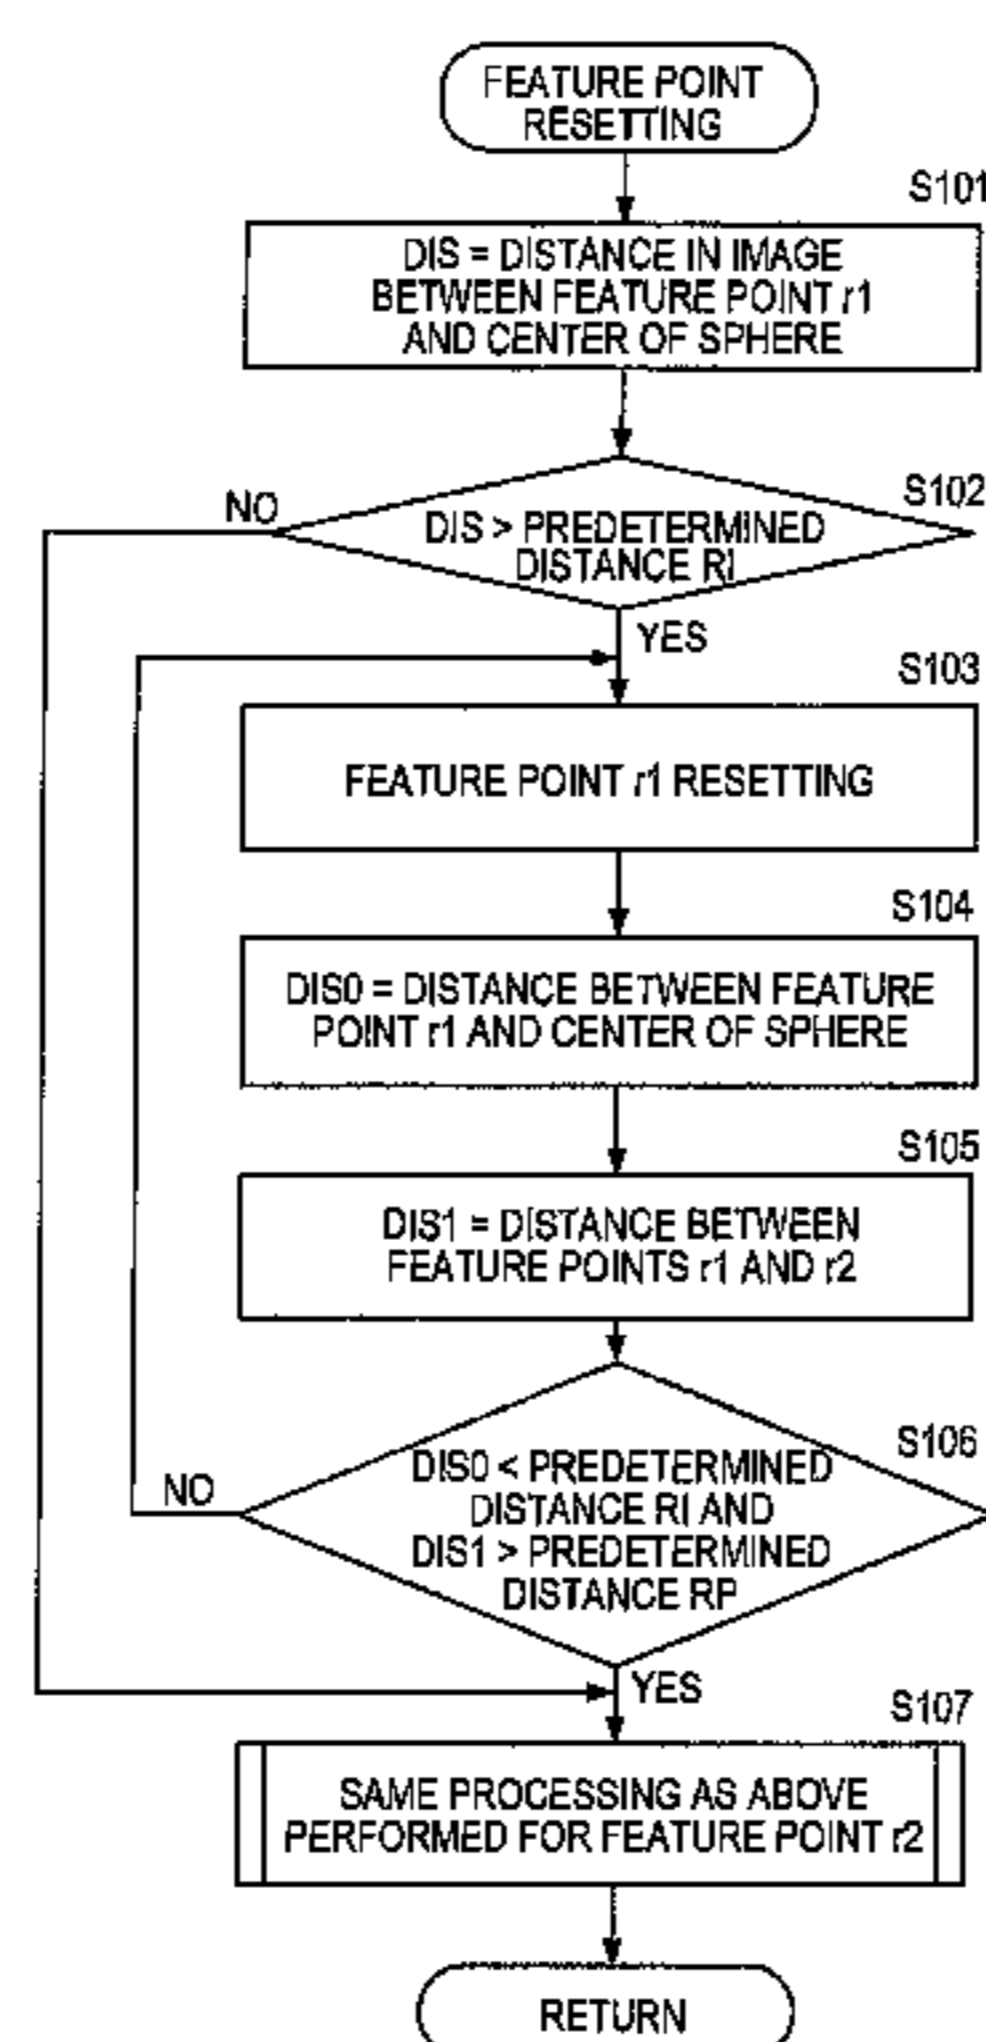 FEATURE POINT
RESETTING
S101
DIS = DISTANCE IN IMAGE
BETWEEN FEATURE POINT r1
AND CENTER OF SPHERE
S102
NO
DIS > PREDETERMINED
DISTANCE RI
YES
S103
FEATURE POINT r1 RESETTING
S104
DIS0 = DISTANCE BETWEEN FEATURE
POINT r1 AND CENTER OF SPHERE
S105
DIS1 = DISTANCE BETWEEN
FEATURE POINTS r1 AND r2
S106
NO
DIS0 < PREDETERMINED
DISTANCE RI AND
DIS1 > PREDETERMINED
DISTANCE RP
YES
S107
SAME PROCESSING AS ABOVE
PERFORMED FOR FEATURE POINT r2
RETURN